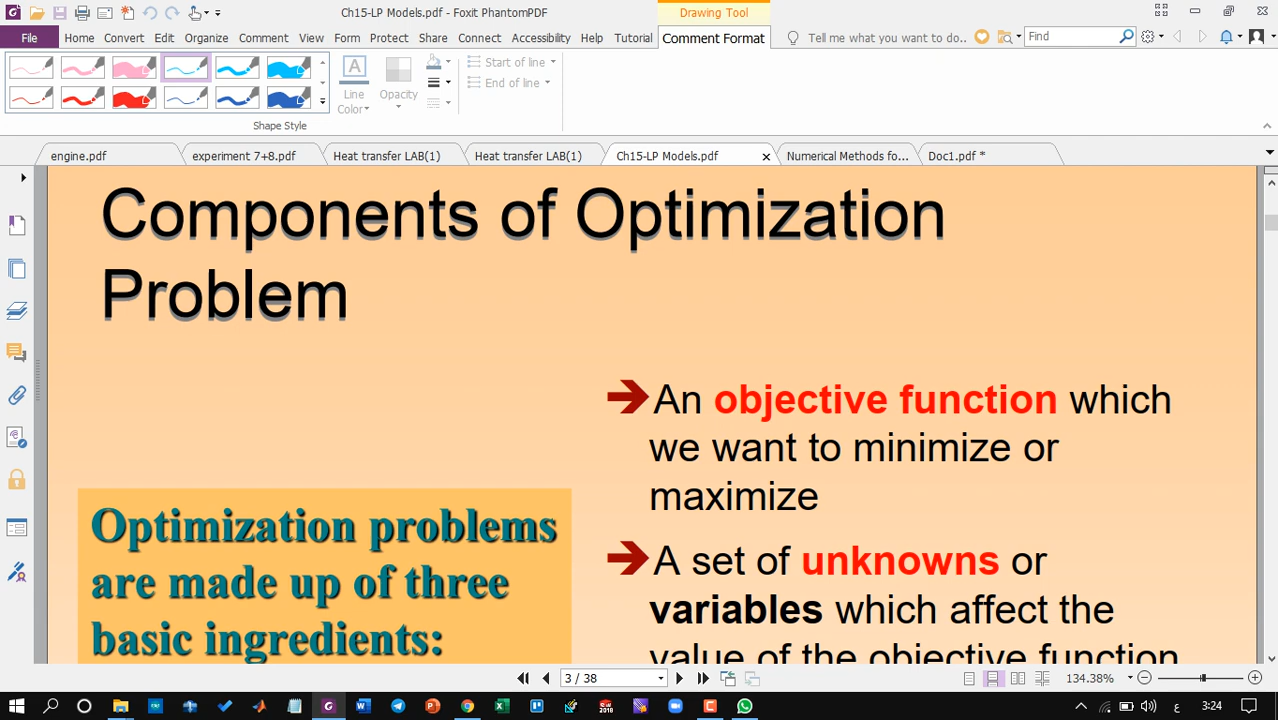 Ch15-LP Models.pdf - Foxit PhantomPDF
Drawing Tool
File Home Convert Edit Organize Comment View Form Protect Share Connect Accessibility Help Tutorial Comment Format Tell me what you want to do.. Find
Line Color
Opacity
Start of line
End of line
Shape Style
engine.pdf experiment 7+8.pdf Heat transfer LAB(1) Heat transfer LAB(1) Ch15-LP Models.pdf Numerical Methods fo... Doc1.pdf *
Components of Optimization
Problem
An objective function which
we want to minimize or
maximize
Optimization problems
are made up of three
basic ingredients:
A set of unknowns or
variables which affect the
value of the objective function
3 / 38
134.38%
ع 3:24